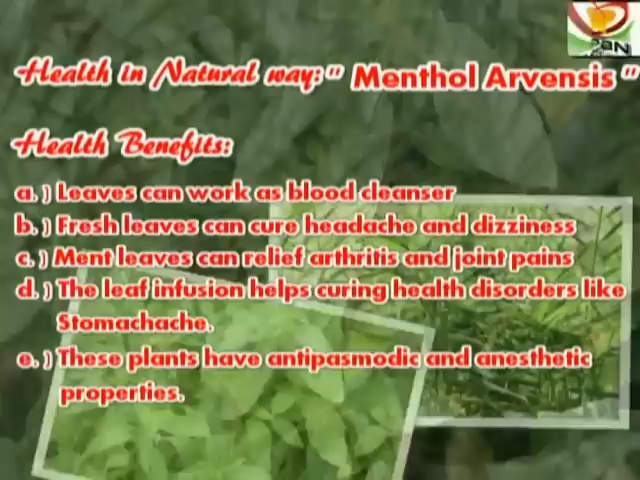 Health in Natural way: " Menthol Arvensis "
Health Benefits:
a. ) Leaves can work as blood cleanser
b. ) Fresh leaves can cure headache and dizziness
c. ) Ment leaves can relief arthritis and joint pains
d. ) The leaf infusion helps curing health disorders like
Stomachache.
e. ) These plants have antipasmodic and anesthetic
properties.